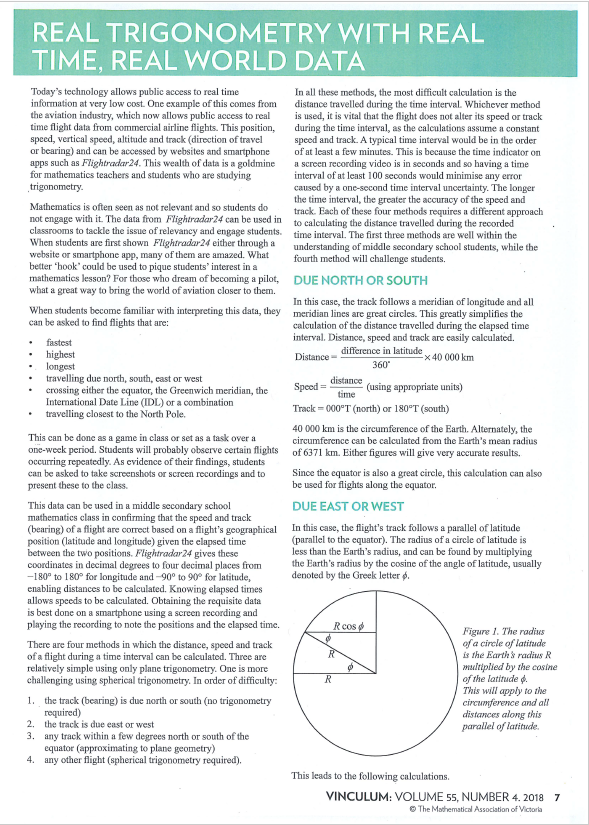 REAL TRIGONOMETRY WITH REAL
TIME, REAL WORLD DATA
Today's technology allows public access to real time
information at very low cost. One example of this comes from
the aviation industry, which now allows public access to real
time flight data from commercial airline flights. This position,
speed, vertical speed, altitude and track (direction of travel
or bearing) and can be accessed by websites and smartphone
apps such as Flightradar24. This wealth of data is a goldmine
for mathematics teachers and students who are studying
trigonometry.
Mathematics is often seen as not relevant and so students do
not engage with it. The data from Flightradar24 can be used in
classrooms to tackle the issue of relevancy and engage students.
When students are first shown Flightradar24 either through a
website or smartphone app, many of them are amazed. What
better 'hook' could be used to pique students' interest in a
mathematics lesson? For those who dream of becoming a pilot,
what a great way to bring the world of aviation closer to them.
When students become familiar with interpreting this data, they
can be asked to find flights that are:
• fastest
• highest
• longest
• travelling due north, south, east or west
• crossing either the equator, the Greenwich meridian, the
International Date Line (IDL) or a combination
• travelling closest to the North Pole.
This can be done as a game in class or set as a task over a
one-week period. Students will probably observe certain flights
occurring repeatedly. As evidence of their findings, students
can be asked to take screenshots or screen recordings and to
present these to the class.
This data can be used in a middle secondary school
mathematics class in confirming that the speed and track
(bearing) of a flight are correct based on a flight's geographical
position (latitude and longitude) given the elapsed time
between the two positions. Flightradar24 gives these
coordinates in decimal degrees to four decimal places from
−180° to 180° for longitude and −90° to 90° for latitude,
enabling distances to be calculated. Knowing elapsed times
allows speeds to be calculated. Obtaining the requisite data
is best done on a smartphone using a screen recording and
playing the recording to note the positions and the elapsed time.
There are four methods in which the distance, speed and track
of a flight during a time interval can be calculated. Three are
relatively simple using only plane trigonometry. One is more
challenging using spherical trigonometry. In order of difficulty:
1. the track (bearing) is due north or south (no trigonometry
required)
2. the track is due east or west
3. any track within a few degrees north or south of the
equator (approximating to plane geometry)
4. any other flight (spherical trigonometry required).
In all these methods, the most difficult calculation is the
distance travelled during the time interval. Whichever method
is used, it is vital that the flight does not alter its speed or track
during the time interval, as the calculations assume a constant
speed and track. A typical time interval would be in the order
of at least a few minutes. This is because the time indicator on
a screen recording video is in seconds and so having a time
interval of at least 100 seconds would minimise any error
caused by a one-second time interval uncertainty. The longer
the time interval, the greater the accuracy of the speed and
track. Each of these four methods requires a different approach
to calculating the distance travelled during the recorded
time interval. The first three methods are well within the
understanding of middle secondary school students, while the
fourth method will challenge students.
DUE NORTH OR SOUTH
In this case, the track follows a meridian of longitude and all
meridian lines are great circles. This greatly simplifies the
calculation of the distance travelled during the elapsed time
interval. Distance, speed and track are easily calculated.
Distance = difference in latitude / 360° × 40 000 km
Speed = distance / time (using appropriate units)
Track = 000°T (north) or 180°T (south)
40 000 km is the circumference of the Earth. Alternately, the
circumference can be calculated from the Earth's mean radius
of 6371 km. Either figures will give very accurate results.
Since the equator is also a great circle, this calculation can also
be used for flights along the equator.
DUE EAST OR WEST
In this case, the flight's track follows a parallel of latitude
(parallel to the equator). The radius of a circle of latitude is
less than the Earth's radius, and can be found by multiplying
the Earth's radius by the cosine of the angle of latitude, usually
denoted by the Greek letter ϕ.
R cos ϕ
ϕ
R
ϕ
R
Figure 1. The radius
of a circle of latitude
is the Earth's radius R
multiplied by the cosine
of the latitude ϕ.
This will apply to the
circumference and all
distances along this
parallel of latitude.
This leads to the following calculations.
VINCULUM: VOLUME 55, NUMBER 4. 2018 7
© The Mathematical Association of Victoria